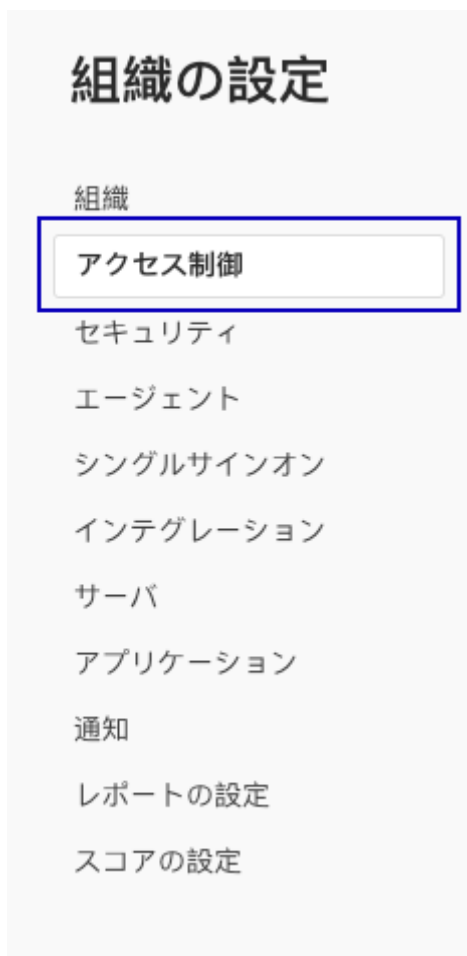 組織の設定
組織
アクセス制御
セキュリティ
エージェント
シングルサインオン
インテグレーション
サーバ
アプリケーション
通知
レポートの設定
スコアの設定